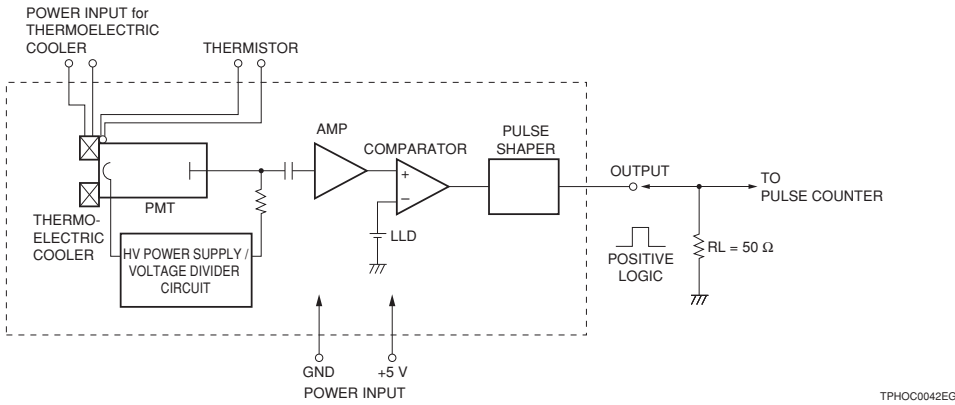 POWER INPUT for
THERMOELECTRIC
COOLER
THERMISTOR
AMP
COMPARATOR
PULSE
SHAPER
OUTPUT
TO
PULSE COUNTER
+
−
LLD
PMT
THERMO-
ELECTRIC
COOLER
HV POWER SUPPLY /
VOLTAGE DIVIDER
CIRCUIT
POSITIVE
LOGIC
RL = 50 Ω
GND
+5 V
POWER INPUT
TPHOC0042EG